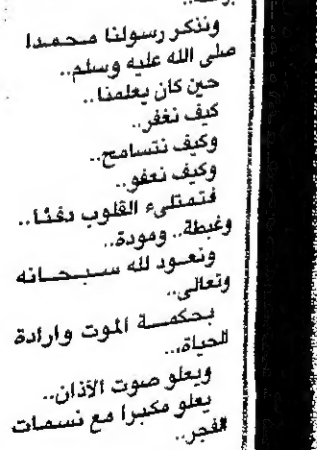 ونذكر رسولنا محمدا
صلى الله عليه وسلم..
حين كان يعلمنا..
كيف نغفر..
وكيف نتسامح..
وكيف نعفو..
فتمتلىء القلوب دفئا..
وغبطة.. ومودة..
ونعود لله سبحانه
وتعالى..
بحكمة الموت وارادة
الحياة..
ويعلو صوت الآذان..
يعلو مكبرا مع نسمات
الفجر..